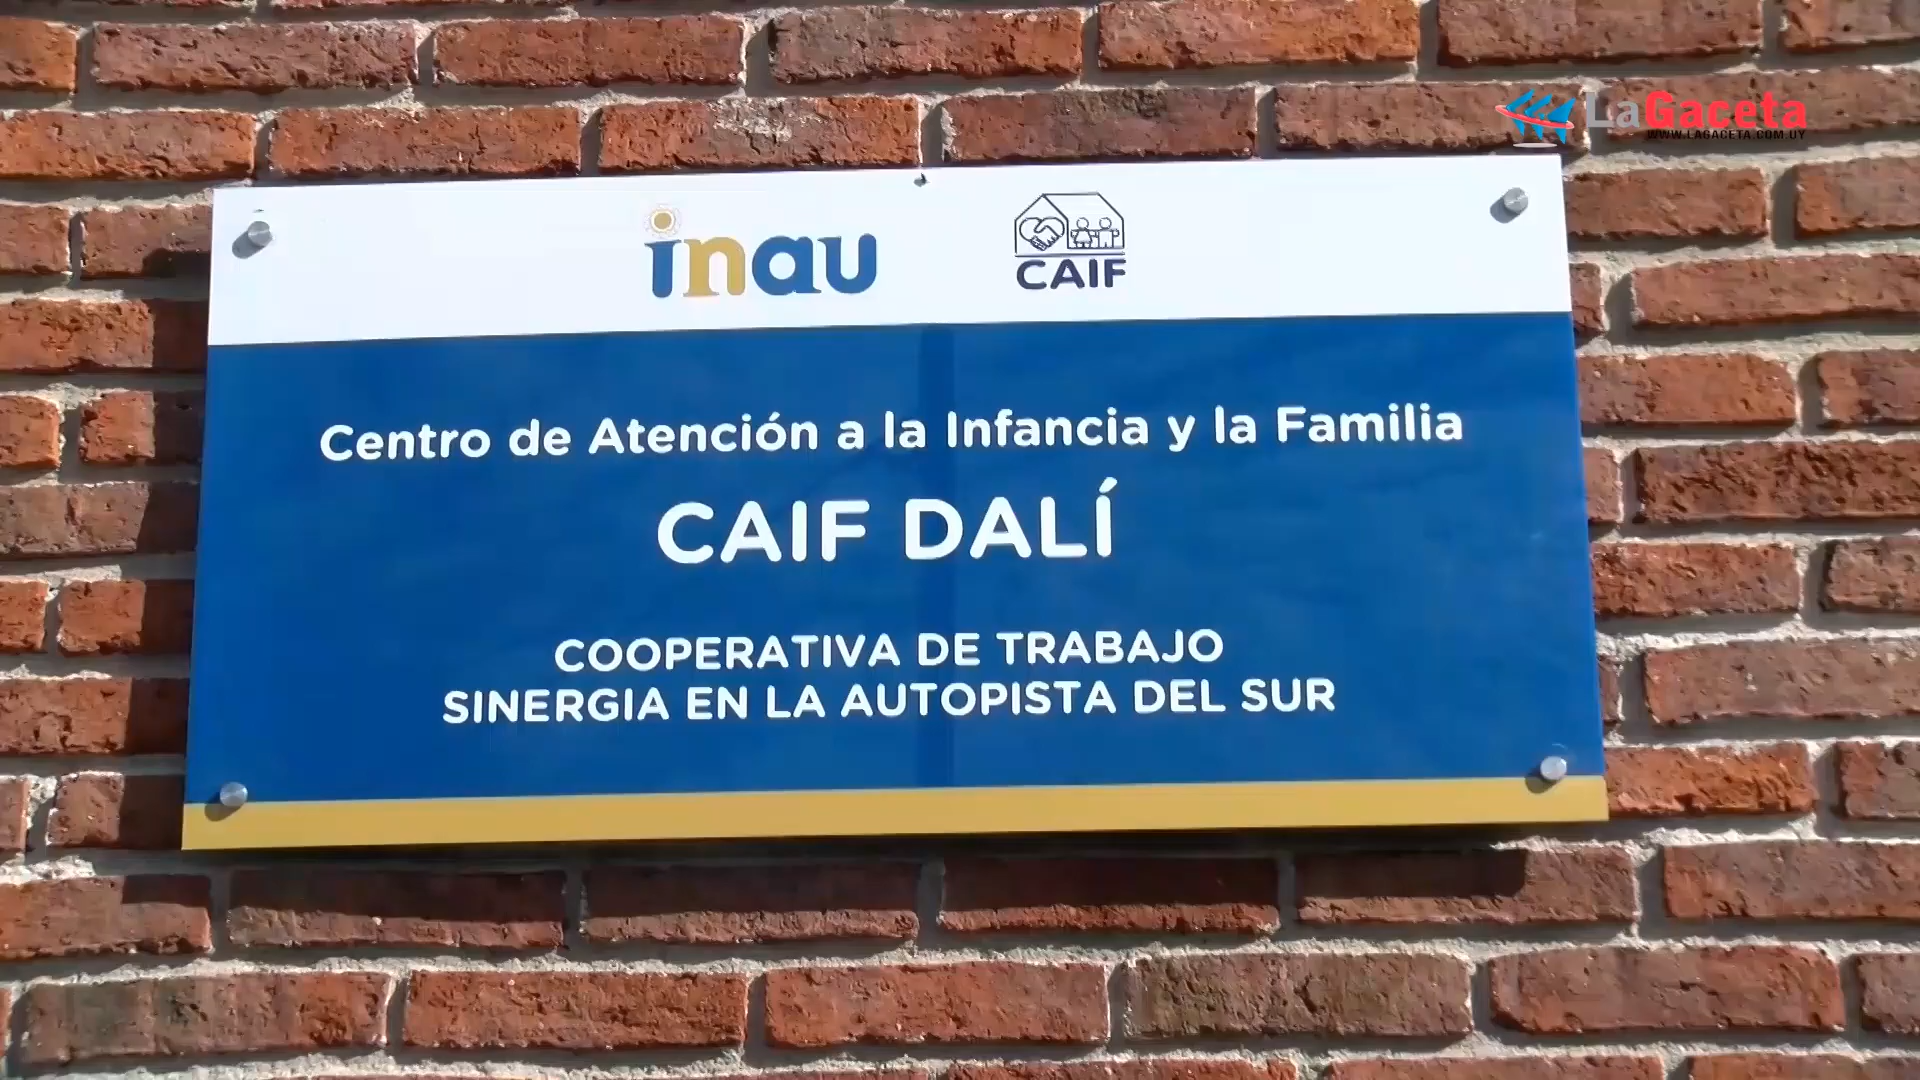 LaGaceta
WWW.LAGACETA.COM.UY
inau
CAIF
Centro de Atención a la Infancia y la Familia
CAIF DALÍ
COOPERATIVA DE TRABAJO
SINERGIA EN LA AUTOPISTA DEL SUR